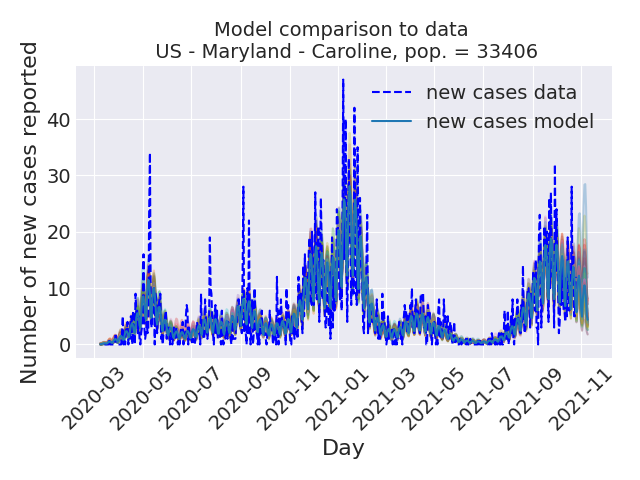 Model comparison to data
US - Maryland - Caroline, pop. = 33406
Number of new cases reported
40
30
20
10
0
new cases data
new cases model
2020-03
2020-05
2020-07
2020-09
2020-11
2021-01
2021-03
2021-05
2021-07
2021-09
2021-11
Day